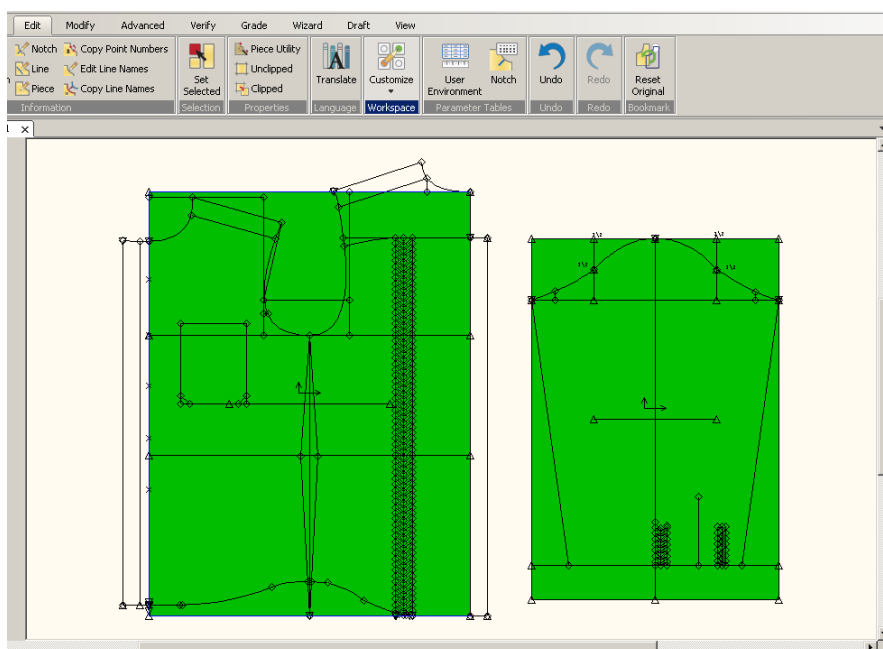 Edit Modify Advanced Verify Grade Wizard Draft View
Notch Copy Point Numbers
Line Edit Line Names
Piece Copy Line Names
Information
Set
Selected
Selection
Piece Utility
Unclipped
Clipped
Properties
Translate
Language
Customize
Workspace
User
Environment
Notch
Parameter Tables
Undo
Undo
Redo
Redo
Reset
Original
Bookmark